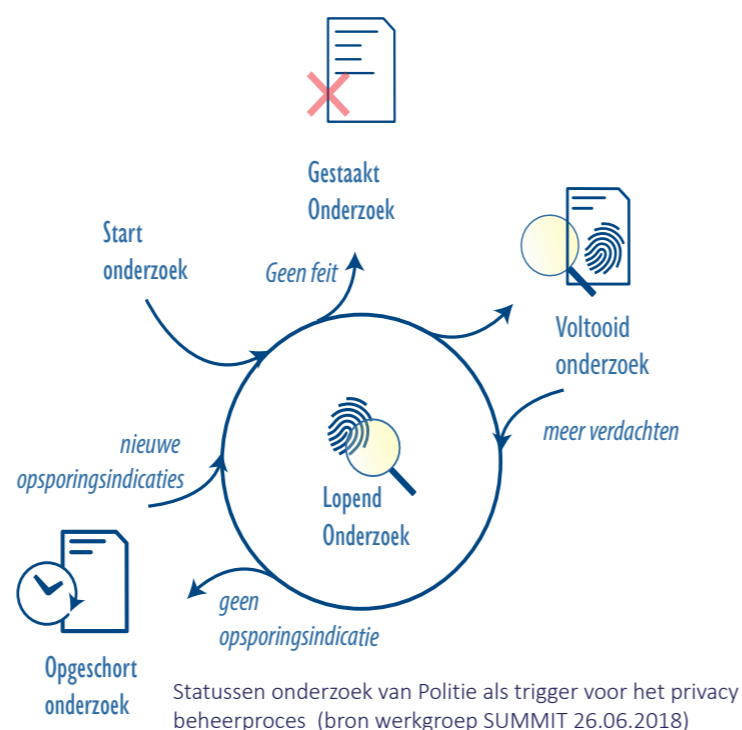 Gestaakt
Onderzoek
Start
onderzoek
Geen feit
Voltooid
onderzoek
meer verdachten
nieuwe
opsporingsindicaties
Lopend
Onderzoek
geen
opsporingsindicatie
Opgeschort
onderzoek
Statussen onderzoek van Politie als trigger voor het privacy
beheerproces (bron werkgroep SUMMIT 26.06.2018)